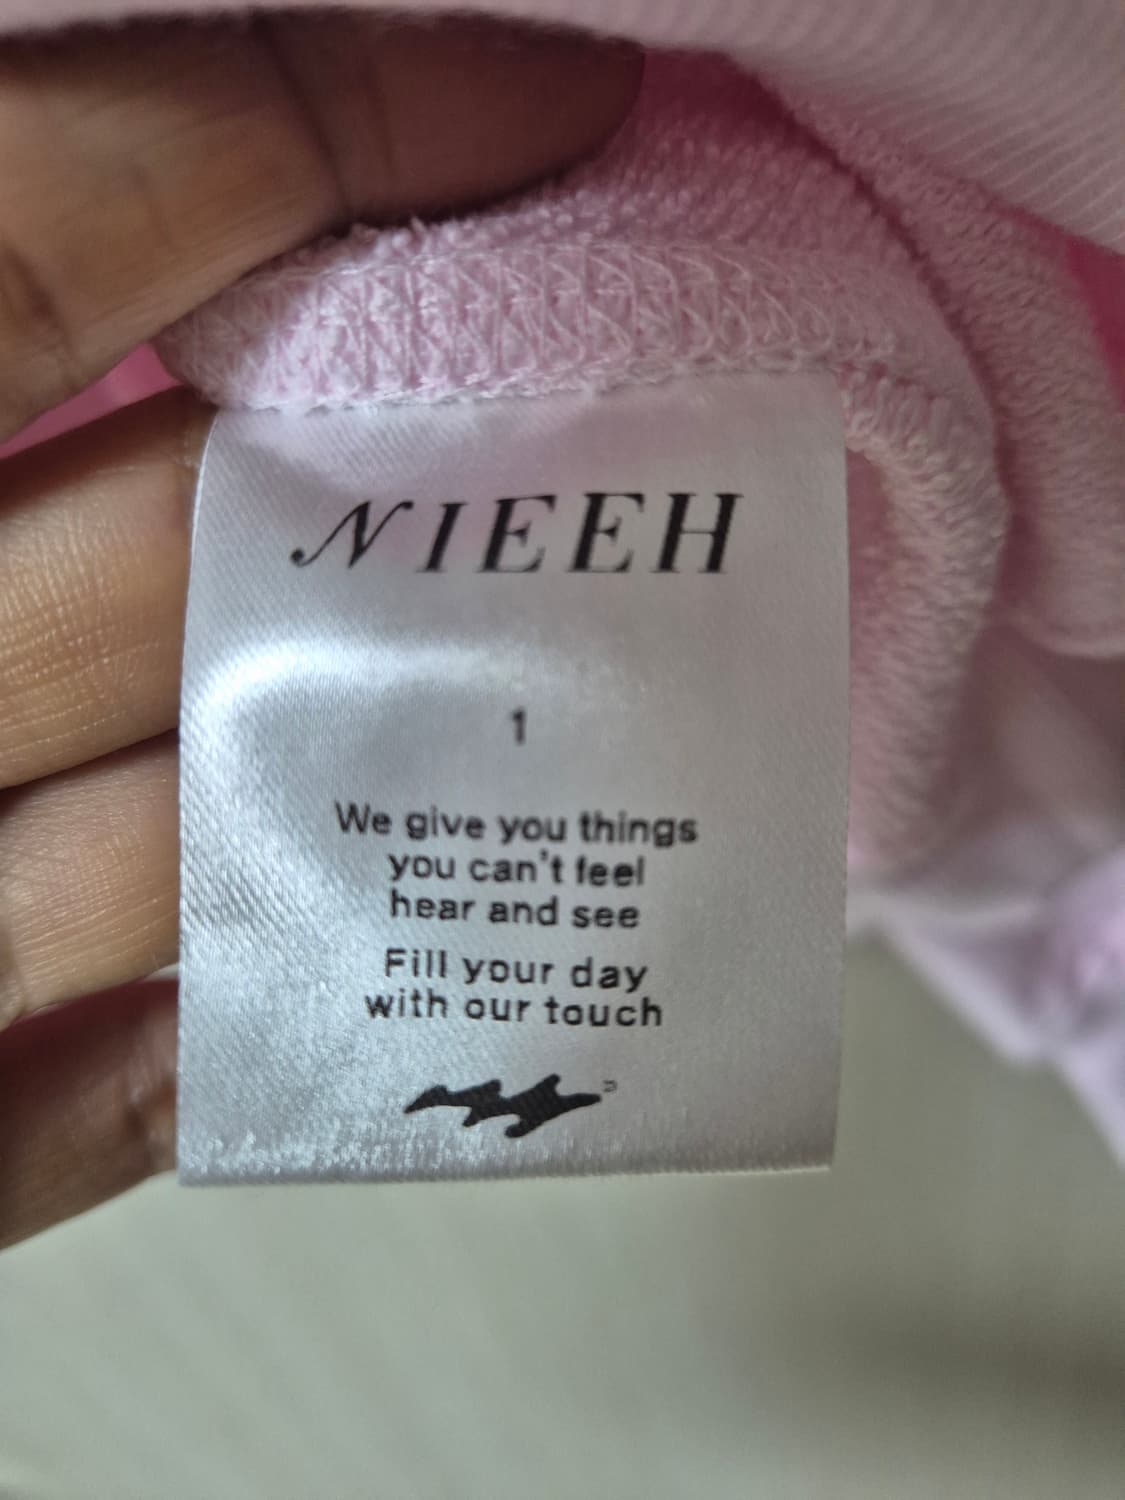 NIEEH
1
We give you things
you can't feel
hear and see
Fill your day
with our touch